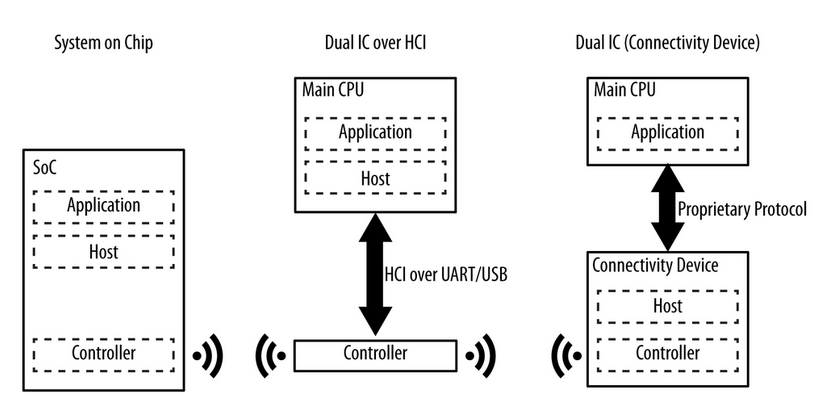 System on Chip
Dual IC over HCI
Dual IC (Connectivity Device)
SoC
Application
Host
Controller
Main CPU
Application
Host
HCI over UART/USB
Controller
Main CPU
Application
Proprietary Protocol
Connectivity Device
Host
Controller